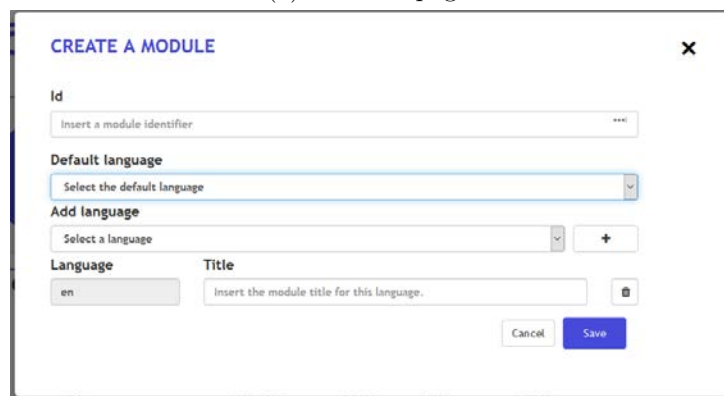 CREATE A MODULE
Id
Insert a module identifier
Default language
Select the default language
Add language
Select a language
+
Language Title
en Insert the module title for this language.
Cancel Save